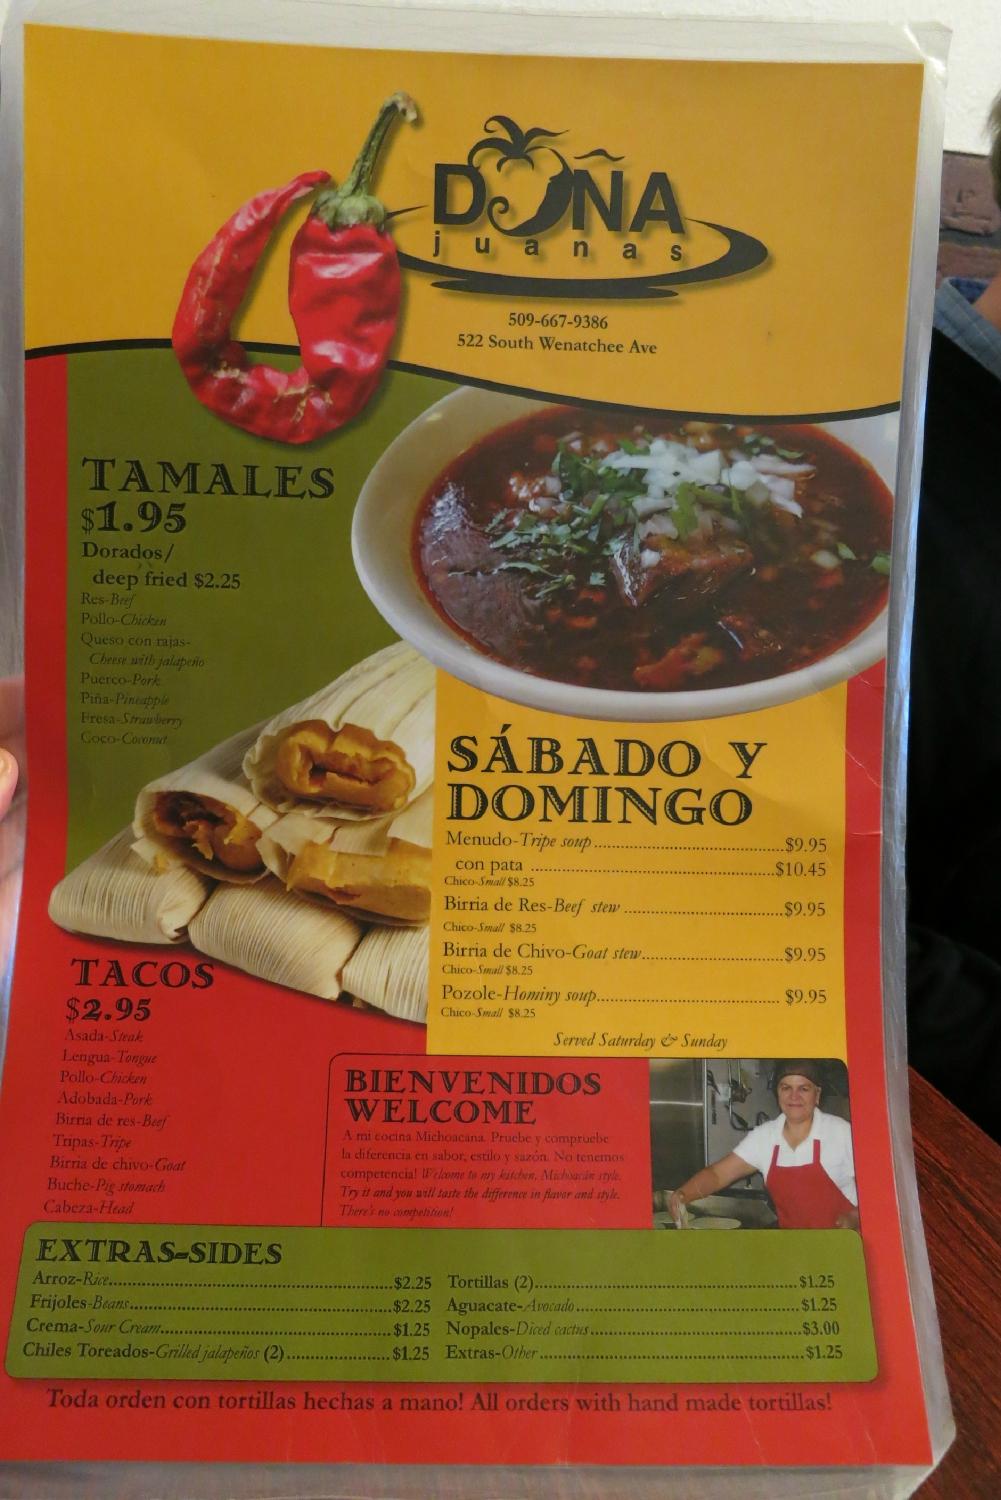 DOÑA
juanas
509-667-9386
522 South Wenatchee Ave
TAMALES
$1.95
Dorados/
deep fried $2.25
Res-Beef
Pollo-Chicken
Queso con rajas-
Cheese with jalapeño
Puerco-Pork
Piña-Pineapple
Fresa-Strawberry
Coco-Coconut
SÁBADO Y
DOMINGO
Menudo-Tripe soup..........$9.95
con pata ..........$10.45
Chico-Small $8.25
Birria de Res-Beef stew ..........$9.95
Chico-Small $8.25
Birria de Chivo-Goat stew..........$9.95
Chico-Small $8.25
Pozole-Hominy soup.......... $9.95
Chico-Small $8.25
Served Saturday & Sunday
TACOS
$2.95
Asada-Steak
Lengua-Tongue
Pollo-Chicken
Adobada-Pork
Birria de res-Beef
Tripas-Tripe
Birria de chivo-Goat
Buche-Pig stomach
Cabeza-Head
BIENVENIDOS
WELCOME
A mi cocina Michoacana. Pruebe y compruebe
la diferencia en sabor, estilo y sazón. No tenemos
competencia! Welcome to my kitchen, Michoacán style.
Try it and you will taste the difference in flavor and style.
There's no competition!
EXTRAS-SIDES
Arroz-Rice..........$2.25
Frijoles-Beans..........$2.25
Crema-Sour Cream..........$1.25
Chiles Toreados-Grilled jalapeños (2)..........$1.25
Tortillas (2)..........$1.25
Aguacate-Avocado..........$1.25
Nopales-Diced cactus..........$3.00
Extras-Other..........$1.25
Toda orden con tortillas hechas a mano! All orders with hand made tortillas!